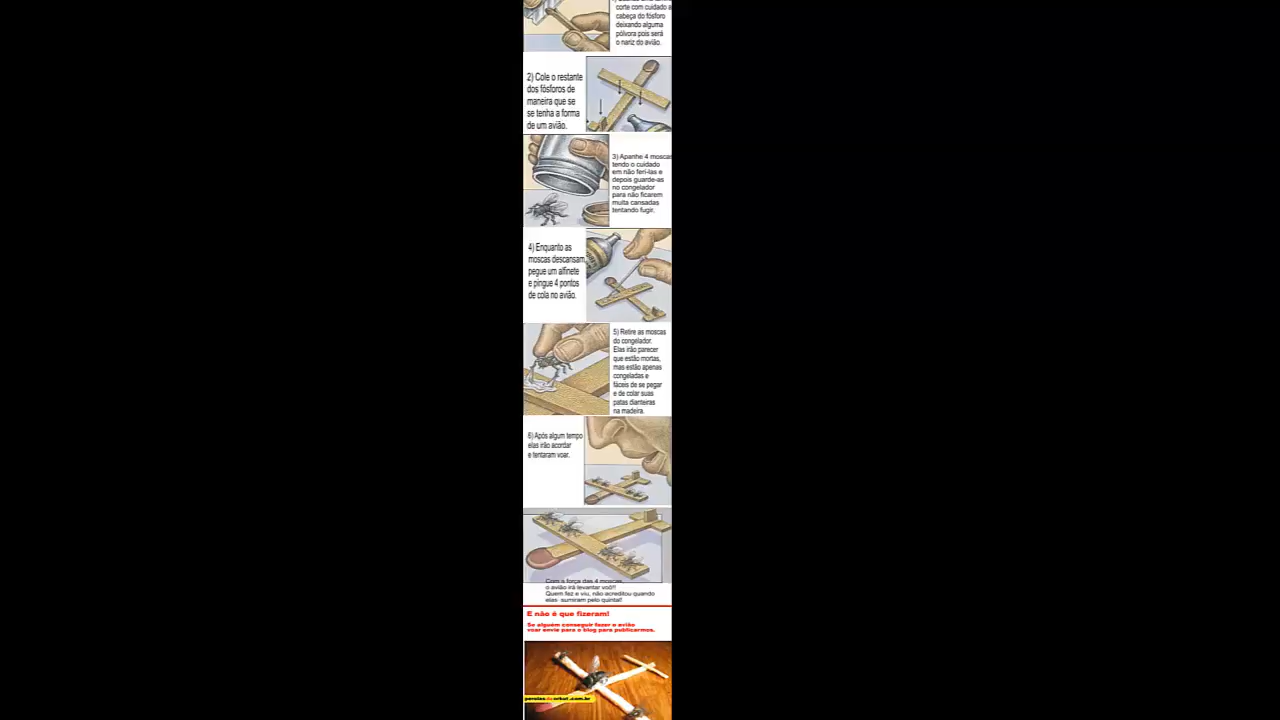 corte com cuidado a
cabeça do fósforo
deixando alguma
pólvora pois será
o nariz do avião.
2) Cole o restante
dos fósforos de
maneira que se
se tenha a forma
de um avião.
3) Apanhe 4 moscas
tendo o cuidado
em não feri-las e
depois guarde-as
no congelador
para não ficarem
muita cansadas
tentando fugir.
4) Enquanto as
moscas descansam,
pegue um alfinete
e pingue 4 pontos
de cola no avião.
5) Retire as moscas
do congelador.
Elas irão parecer
que estão mortas,
mas estão apenas
congeladas e
fáceis de se pegar
e de colar suas
patas dianteiras
na madeira.
6) Após algum tempo
elas irão acordar
e tentaram voar.
Com a força das 4 moscas,
o avião irá levantar voô!!
Quem fez e viu, não acreditou quando
elas sumiram pelo quintal!
E não é que fizeram!
Se alguém conseguir fazer o avião
voar envie para o blog para publicarmos.
perolas.do.orkut.com.br